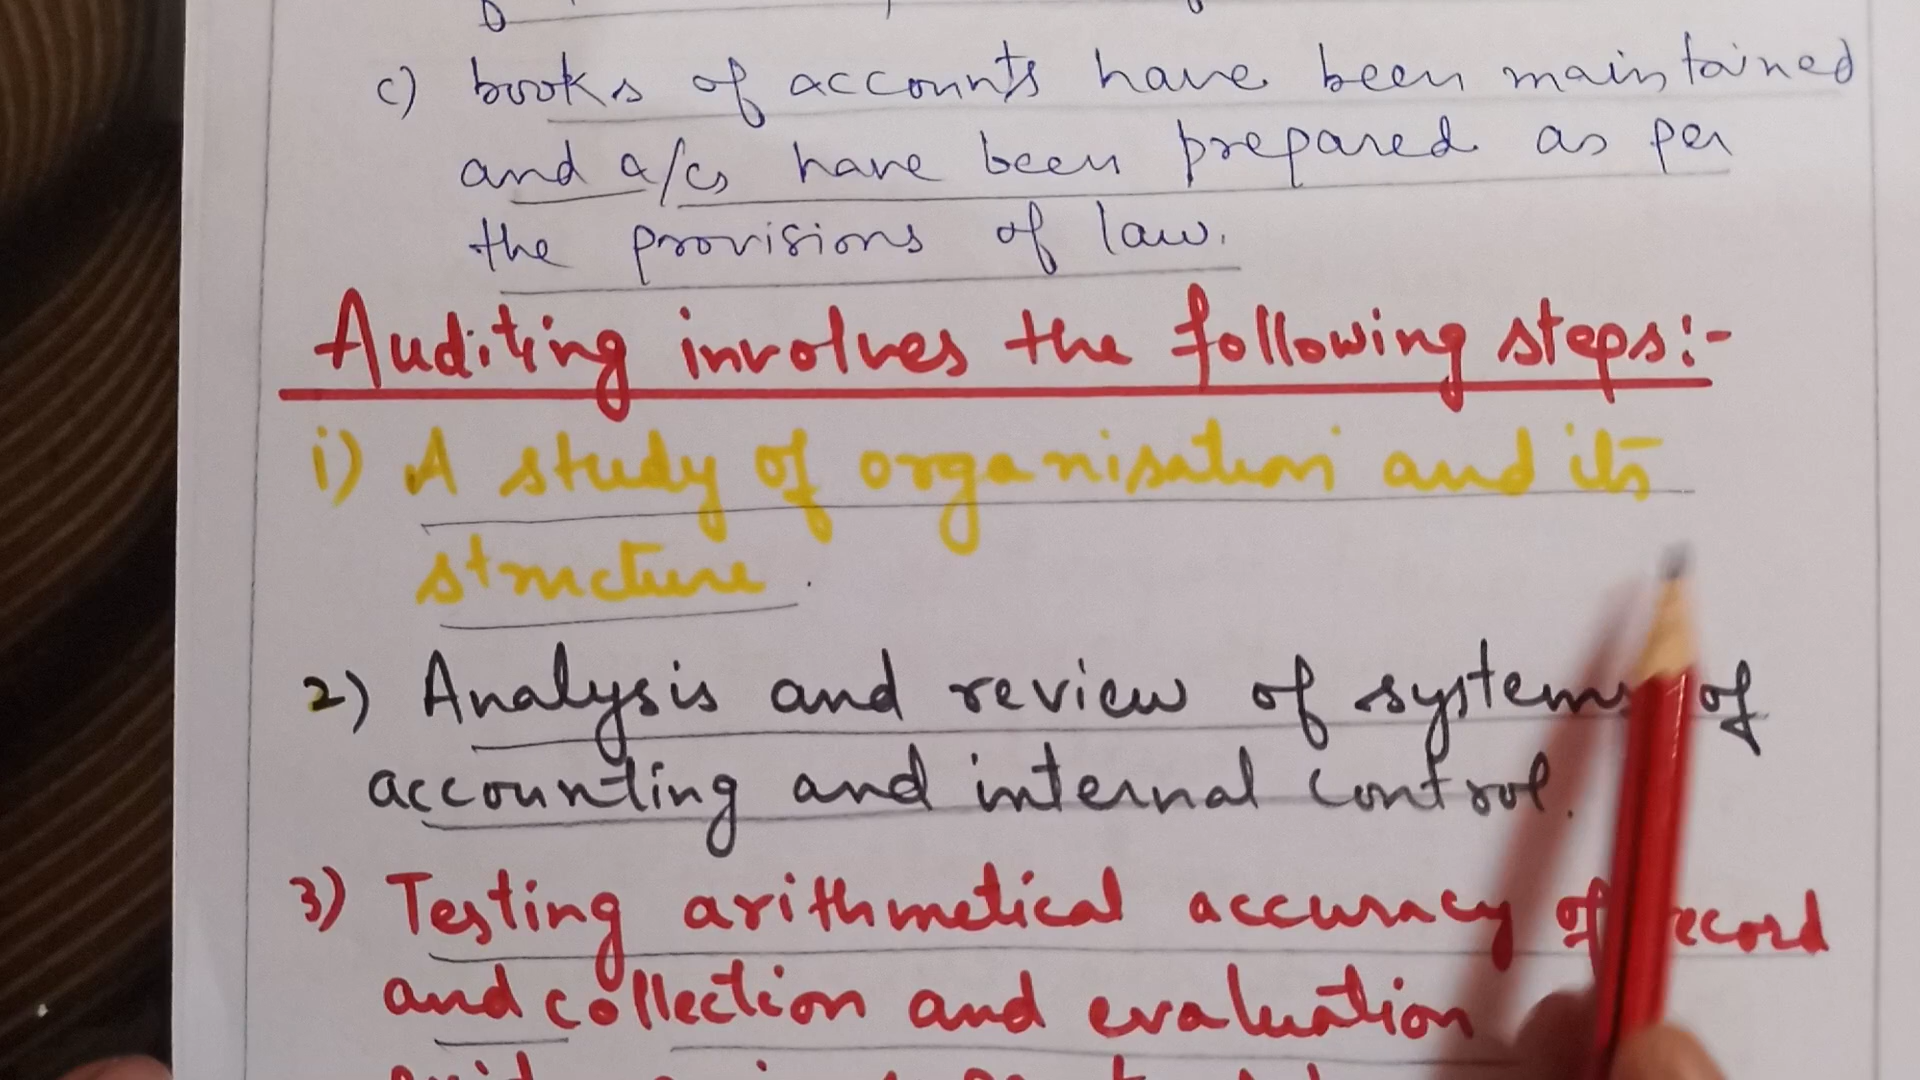 c) books of accounts have been maintained
and a/cs have been prepared as per
the provisions of law.
Auditing involves the following steps:-
i) A study of organisation and its
structure.
2) Analysis and review of systems of
accounting and internal control.
3) Testing arithmetical accuracy of record
and collection and evaluation